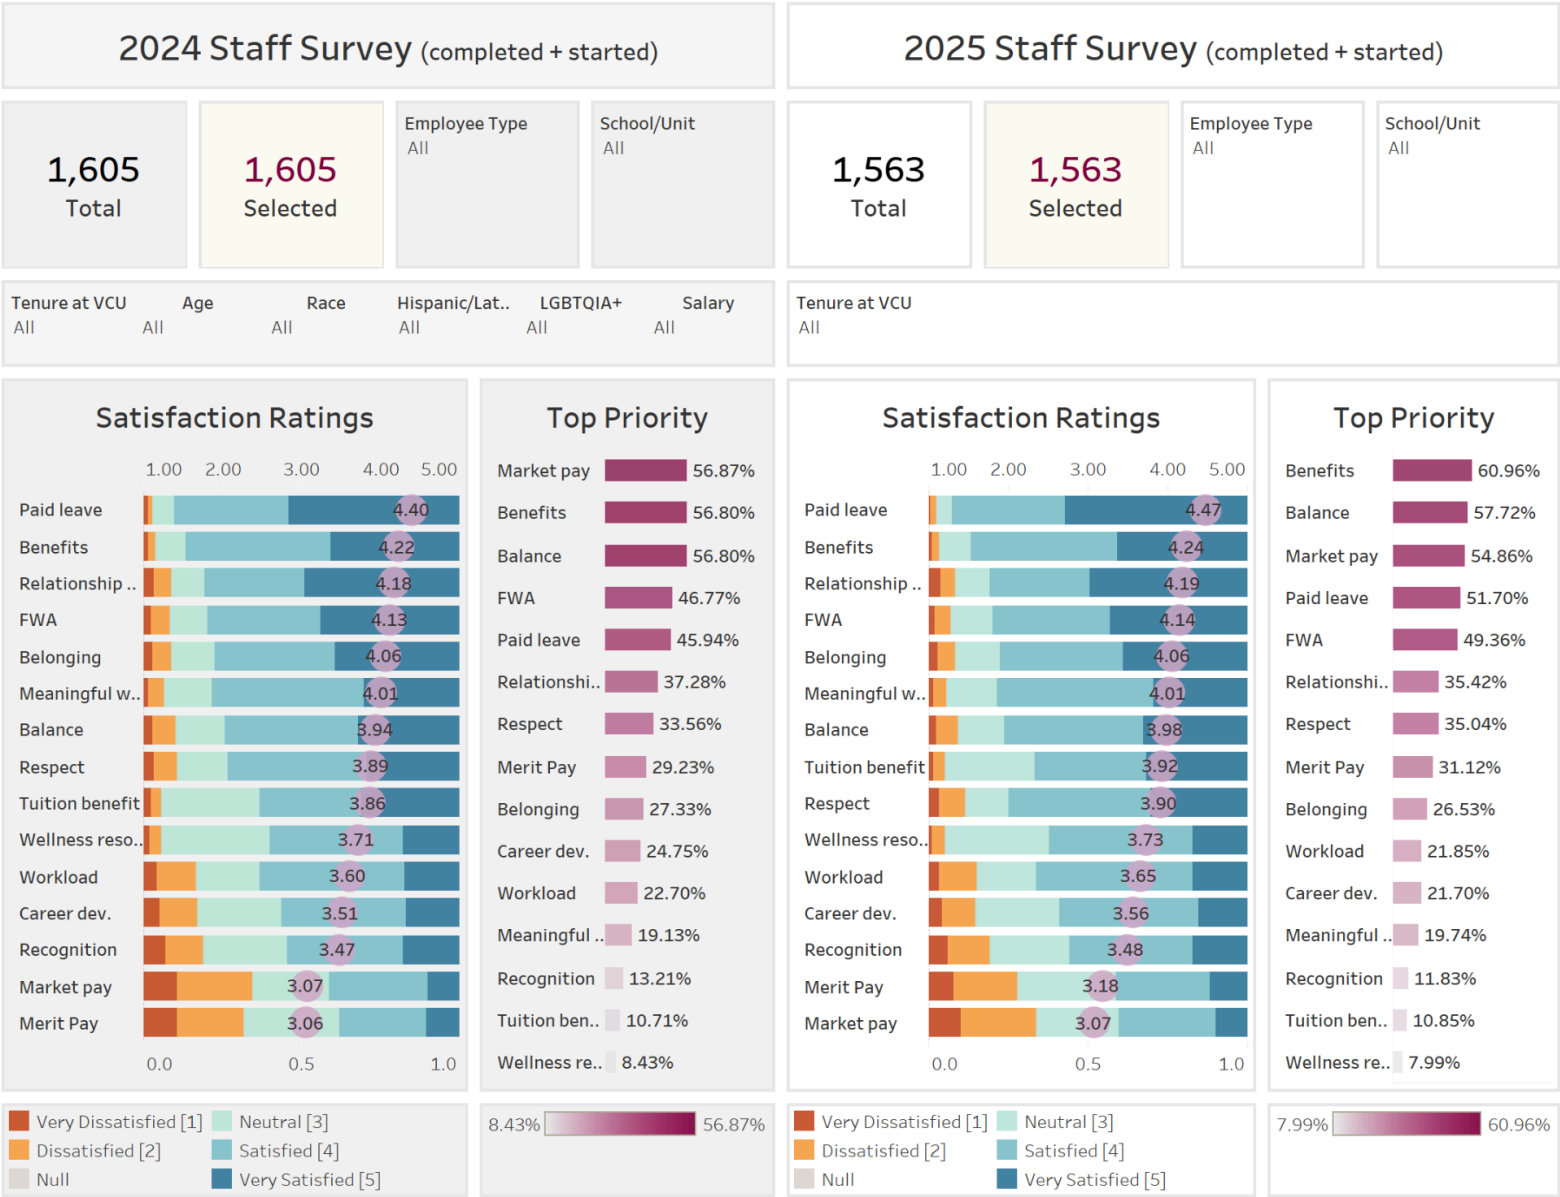 2024 Staff Survey (completed + started)
1,605
Total
1,605
Selected
Employee Type
All
School/Unit
All
Tenure at VCU
All
Age
All
Race
All
Hispanic/Lat..
All
LGBTQIA+
All
Salary
All
Satisfaction Ratings
1.00 2.00 3.00 4.00 5.00
Paid leave 4.40
Benefits 4.22
Relationship .. 4.18
FWA 4.13
Belonging 4.06
Meaningful w.. 4.01
Balance 3.94
Respect 3.89
Tuition benefit 3.86
Wellness reso.. 3.71
Workload 3.60
Career dev. 3.51
Recognition 3.47
Market pay 3.07
Merit Pay 3.06
0.0 0.5 1.0
Top Priority
Market pay 56.87%
Benefits 56.80%
Balance 56.80%
FWA 46.77%
Paid leave 45.94%
Relationshi.. 37.28%
Respect 33.56%
Merit Pay 29.23%
Belonging 27.33%
Career dev. 24.75%
Workload 22.70%
Meaningful .. 19.13%
Recognition 13.21%
Tuition ben.. 10.71%
Wellness re.. 8.43%
Very Dissatisfied [1]
Dissatisfied [2]
Null
Neutral [3]
Satisfied [4]
Very Satisfied [5]
8.43% 56.87%
2025 Staff Survey (completed + started)
1,563
Total
1,563
Selected
Employee Type
All
School/Unit
All
Tenure at VCU
All
Satisfaction Ratings
1.00 2.00 3.00 4.00 5.00
Paid leave 4.47
Benefits 4.24
Relationship .. 4.19
FWA 4.14
Belonging 4.06
Meaningful w.. 4.01
Balance 3.98
Tuition benefit 3.92
Respect 3.90
Wellness reso.. 3.73
Workload 3.65
Career dev. 3.56
Recognition 3.48
Merit Pay 3.18
Market pay 3.07
0.0 0.5 1.0
Top Priority
Benefits 60.96%
Balance 57.72%
Market pay 54.86%
Paid leave 51.70%
FWA 49.36%
Relationshi.. 35.42%
Respect 35.04%
Merit Pay 31.12%
Belonging 26.53%
Workload 21.85%
Career dev. 21.70%
Meaningful .. 19.74%
Recognition 11.83%
Tuition ben.. 10.85%
Wellness re.. 7.99%
Very Dissatisfied [1]
Dissatisfied [2]
Null
Neutral [3]
Satisfied [4]
Very Satisfied [5]
7.99% 60.96%